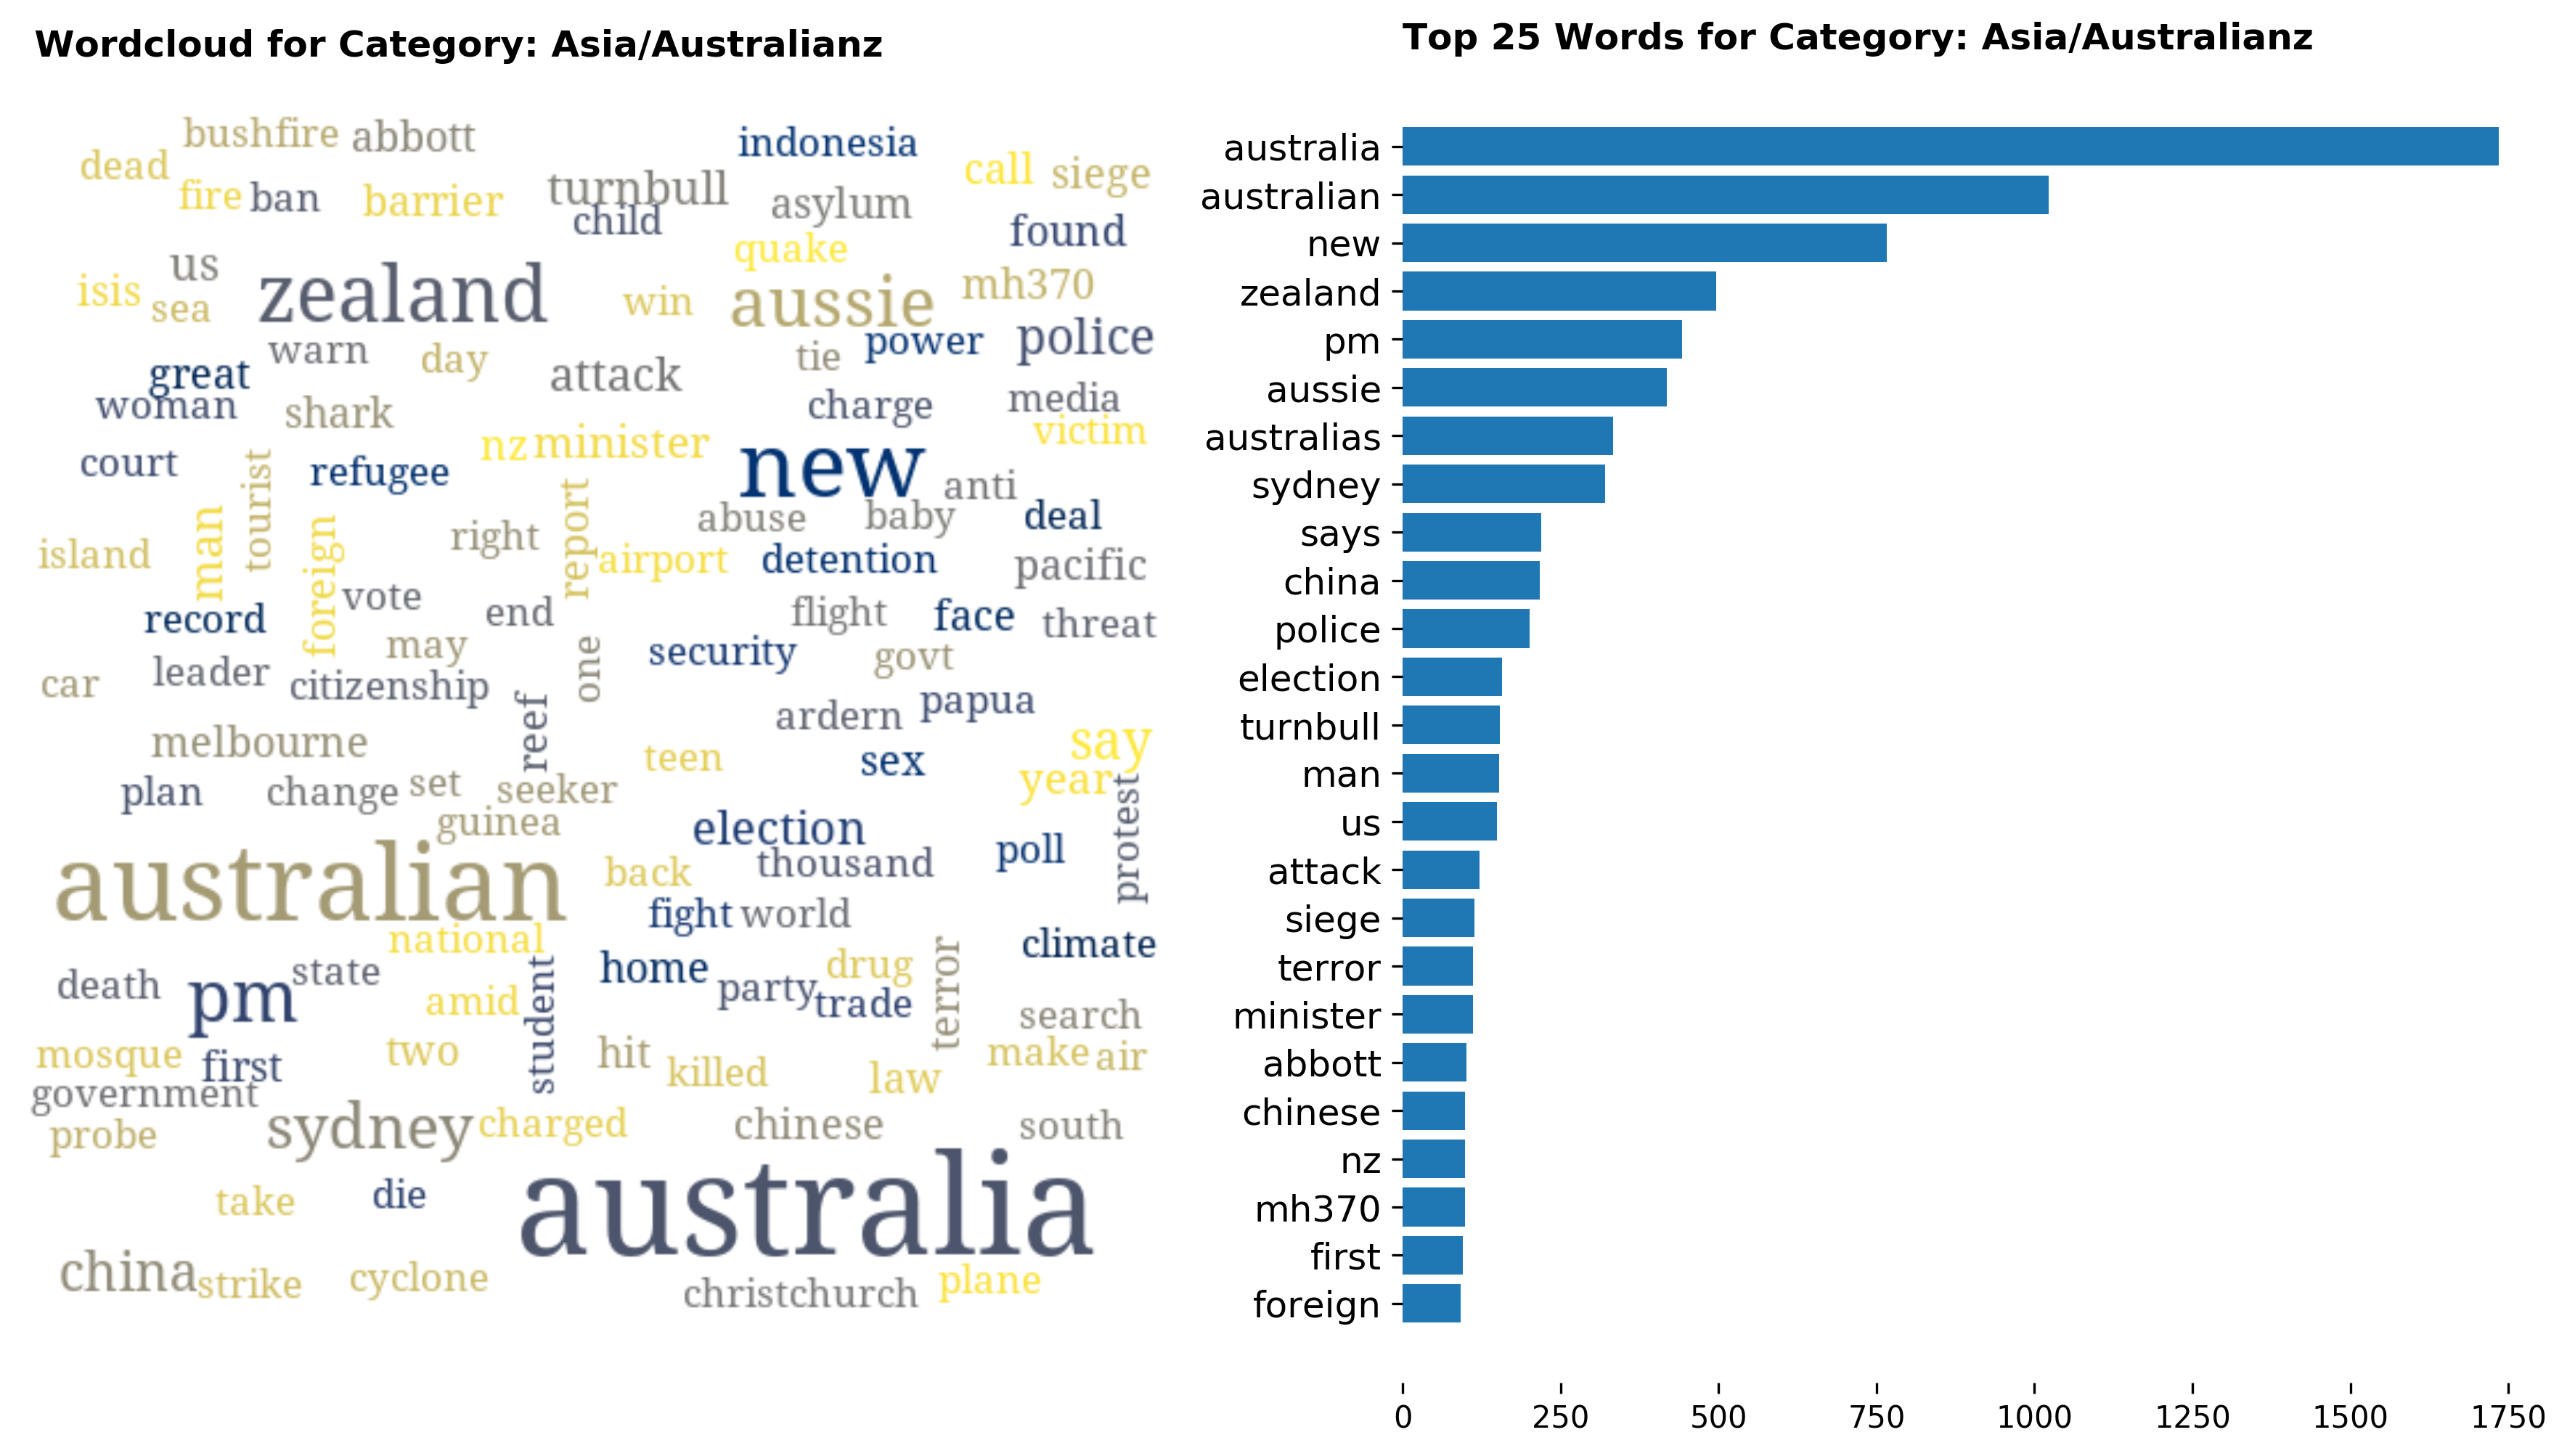 Wordcloud for Category: Asia/Australianz
bushfire abbott indonesia
dead call siege
fire ban barrier turnbull asylum
child found
us quake
isis sea zealand win aussie mh370
great warn day attack tie power police
woman shark charge media
victim
court tourist refugee nz minister new anti
report abuse baby deal
island man foreign right airport detention pacific
record vote end flight face threat
may one security govt
car leader citizenship
reef ardern papua
melbourne teen sex say
plan change set seeker year protest
guinea election
australian back thousand poll
fight world
national climate
death pm state home party drug terror
amid student trade search
mosque first two hit killed law make air
government
probe sydney charged chinese south
take die australia
china strike cyclone christchurch plane
Top 25 Words for Category: Asia/Australianz
australia
australian
new
zealand
pm
aussie
australias
sydney
says
china
police
election
turnbull
man
us
attack
siege
terror
minister
abbott
chinese
nz
mh370
first
foreign
0 250 500 750 1000 1250 1500 1750